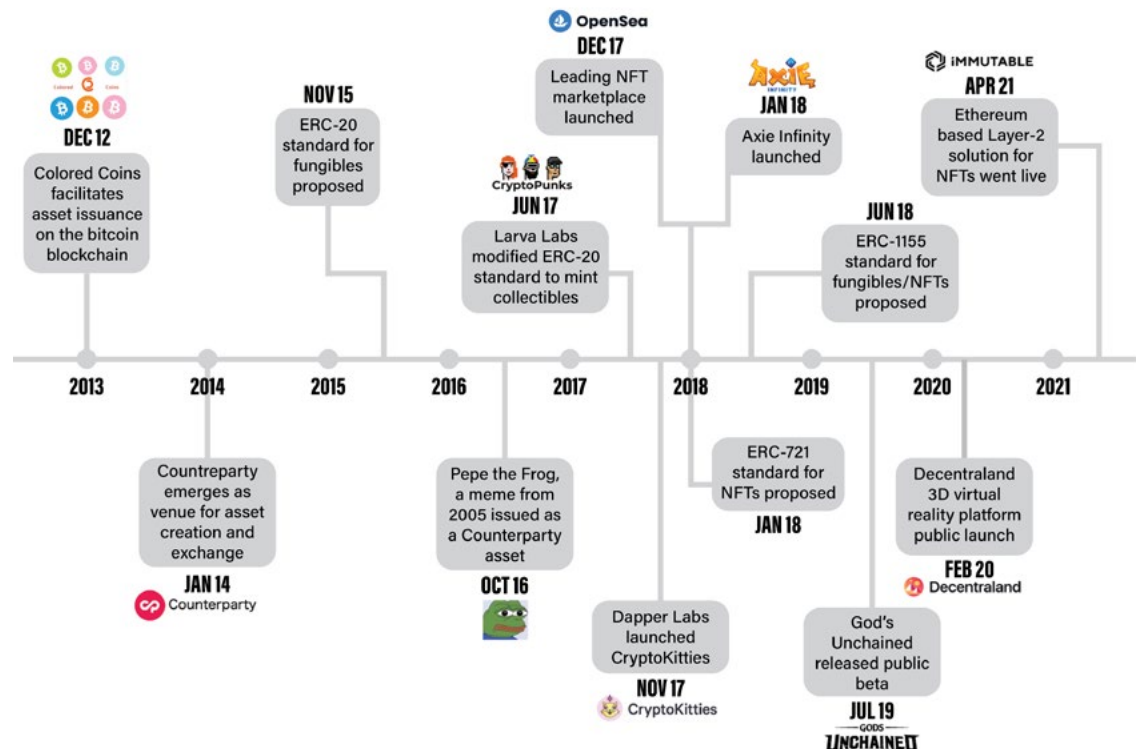 Colored
Coins
DEC 12
Colored Coins
facilitates
asset issuance
on the bitcoin
blockchain
NOV 15
ERC-20
standard for
fungibles
proposed
CryptoPunks
JUN 17
Larva Labs
modified ERC-20
standard to mint
collectibles
OpenSea
DEC 17
Leading NFT
marketplace
launched
AXIE
INFINITY
JAN 18
Axie Infinity
launched
JUN 18
ERC-1155
standard for
fungibles/NFTs
proposed
iMMUTABLE
APR 21
Ethereum
based Layer-2
solution for
NFTs went live
2013
2014
2015
2016
2017
2018
2019
2020
2021
Countreparty
emerges as
venue for asset
creation and
exchange
JAN 14
Counterparty
Pepe the Frog,
a meme from
2005 issued as
a Counterparty
asset
OCT 16
Dapper Labs
launched
CryptoKitties
NOV 17
CryptoKitties
ERC-721
standard for
NFTs proposed
JAN 18
God's
Unchained
released public
beta
JUL 19
GODS
UNCHAINED
Decentraland
3D virtual
reality platform
public launch
FEB 20
Decentraland